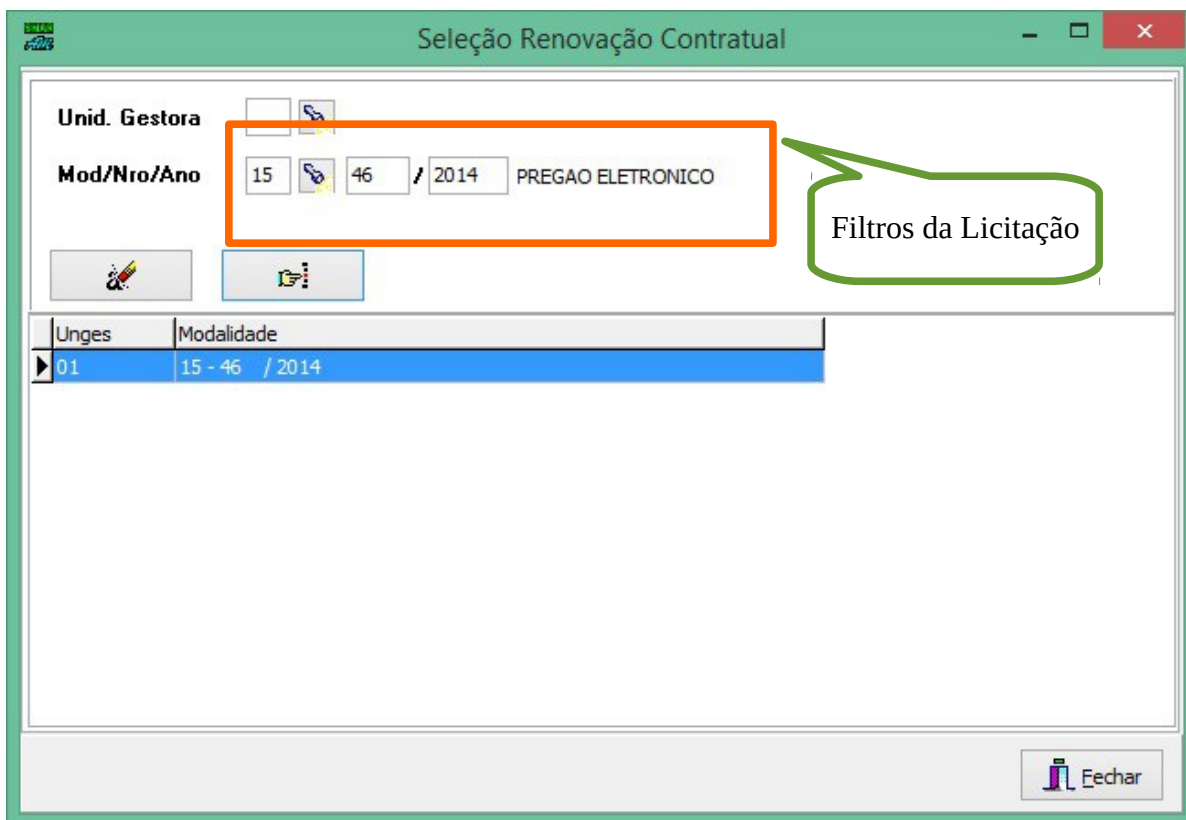 Seleção Renovação Contratual
Unid. Gestora
Mod/Nro/Ano 15 46 / 2014 PREGAO ELETRONICO
Filtros da Licitação
Unges Modalidade
01 15 - 46 / 2014
Fechar